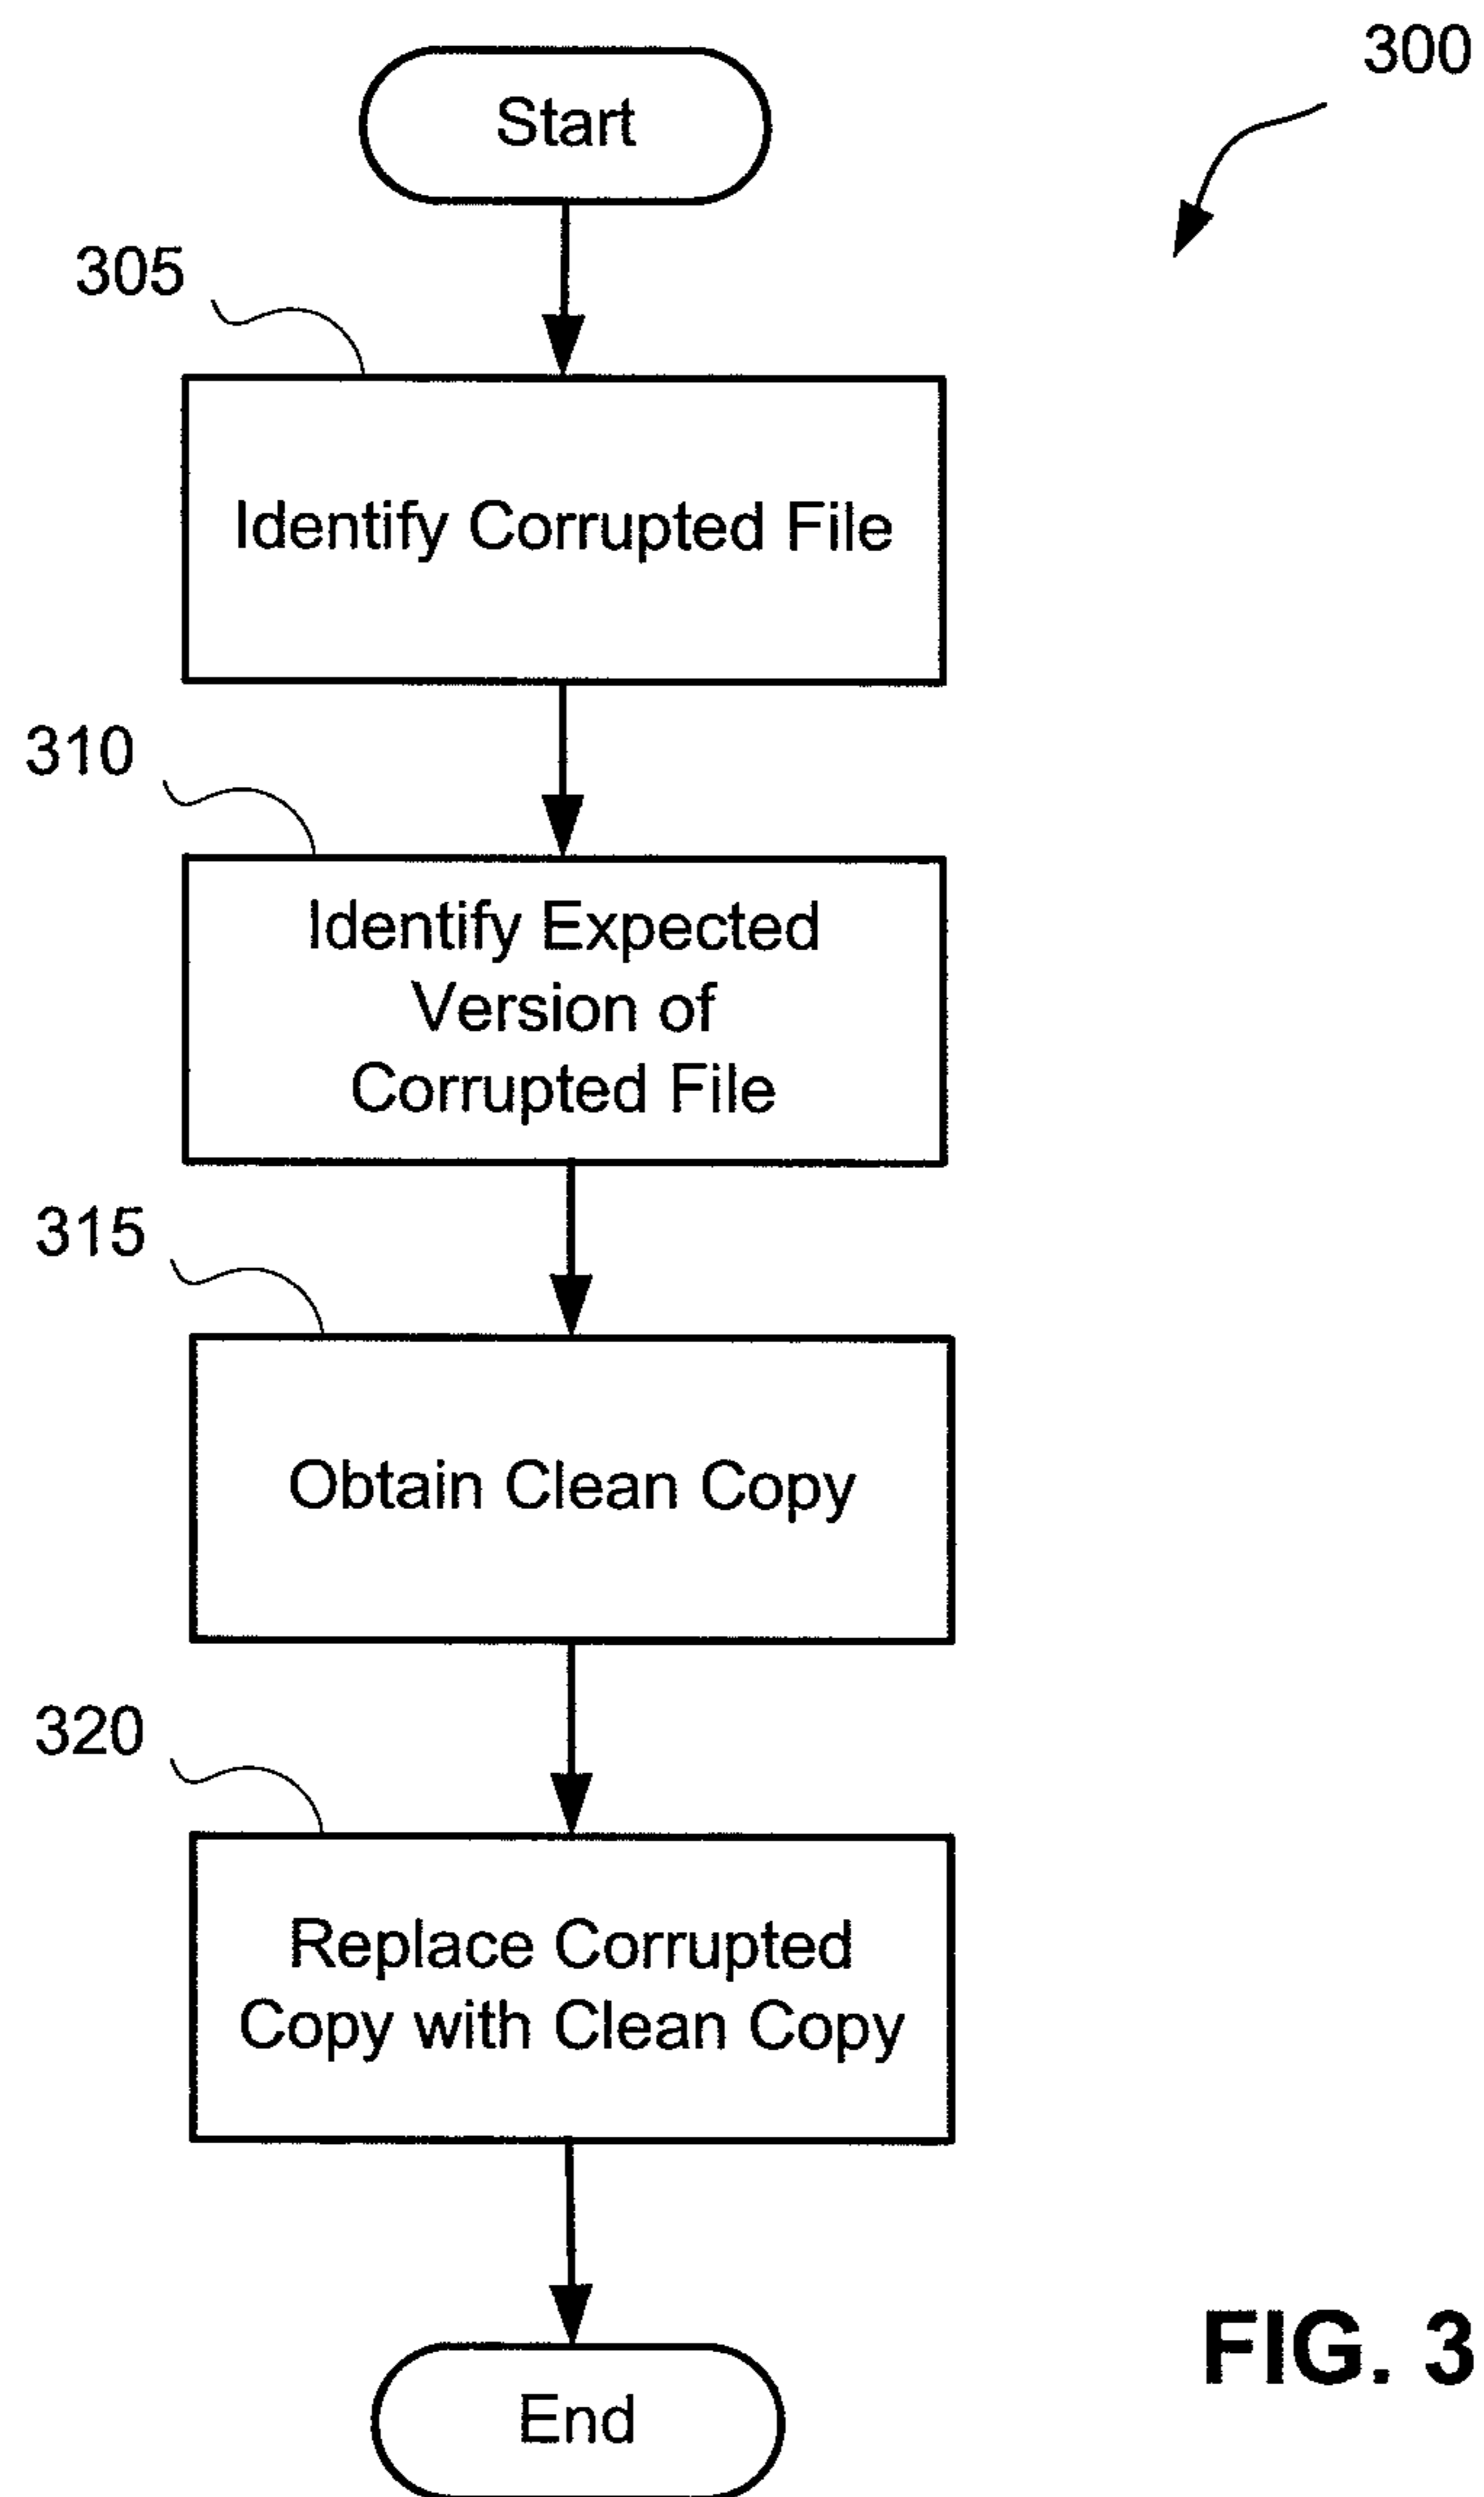 300
Start
305
Identify Corrupted File
310
Identify Expected
Version of
Corrupted File
315
Obtain Clean Copy
320
Replace Corrupted
Copy with Clean Copy
End
FIG. 3